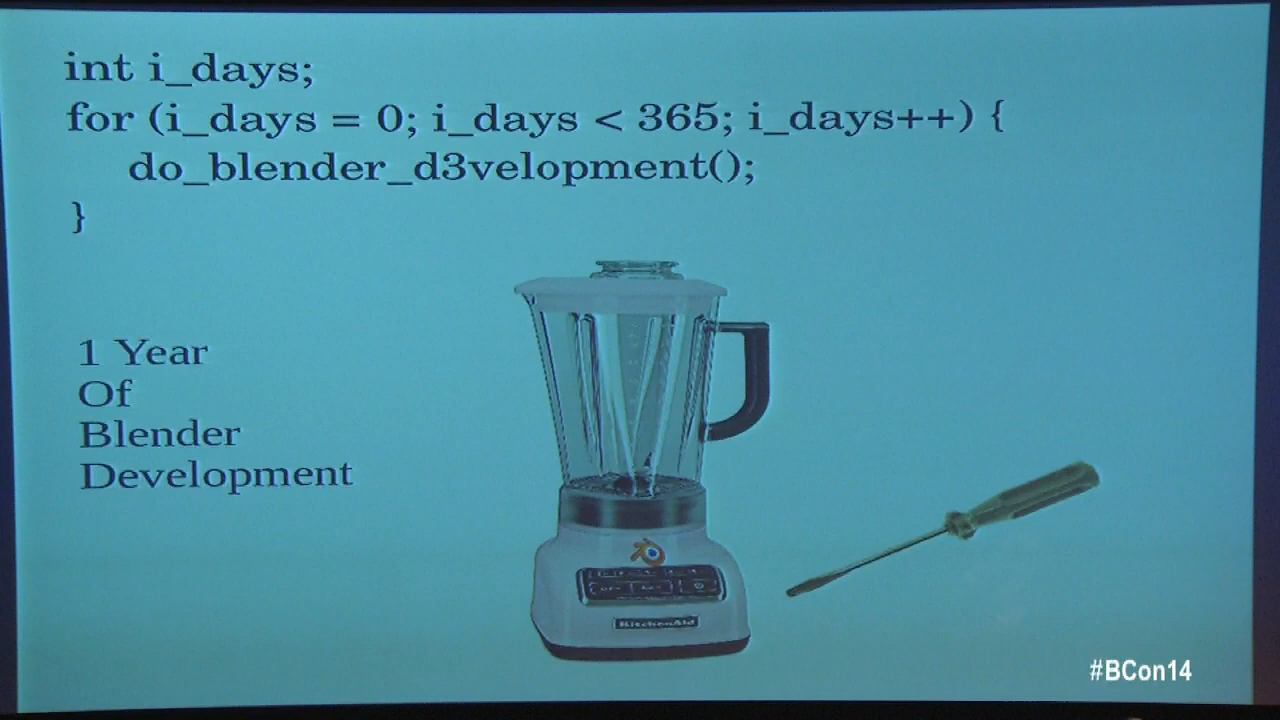 int i_days;
for (i_days = 0; i_days < 365; i_days++) {
do_blender_d3velopment();
}
1 Year
Of
Blender
Development
KitchenAid
#BCon14